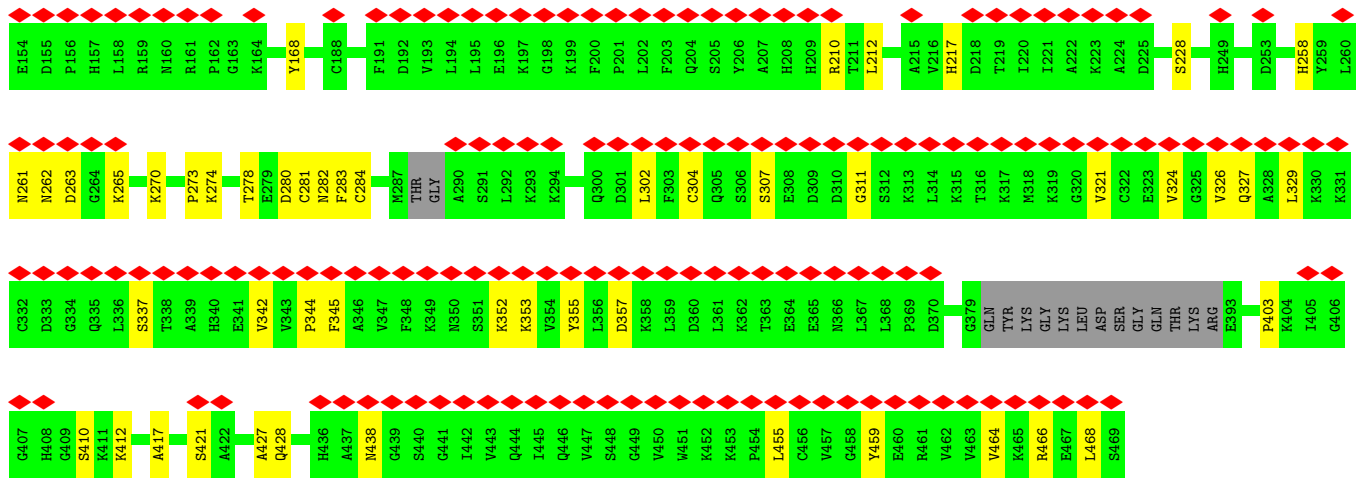 E154 D155 P156 H157 L158 R159 N160 R161 P162 G163 K164 Y168 C188 F191 D192 V193 L194 L195 E196 K197 G198 K199 F200 P201 L202 F203 Q204 S205 Y206 A207 H208 H209 R210 T211 L212 A215 V216 H217 D218 T219 I220 I221 A222 K223 A224 D225 S228 H249 D253 H258 Y259 L260
N261 N262 D263 G264 K265 K270 P273 K274 T278 E279 D280 C281 N282 F283 C284 M287 THR GLY A290 S291 L292 K293 K294 Q300 D301 L302 F303 C304 Q305 S306 S307 E308 D309 D310 G311 S312 K313 L314 K315 T316 K317 M318 K319 G320 V321 C322 E323 V324 G325 V326 Q327 A328 L329 K330 K331
C332 D333 G334 Q335 L336 S337 T338 A339 H340 E341 V342 V343 P344 F345 A346 V347 F348 K349 N350 S351 K352 K353 V354 Y355 L356 D357 K358 L359 D360 L361 K362 T363 E364 E365 N366 L367 L368 P369 D370 G379 GLN TYR LYS GLY LYS LEU ASP SER GLY GLN THR LYS ARG E393 P403 K404 I405 G406
G407 H408 G409 S410 K411 K412 A417 S421 A422 A427 Q428 H436 A437 N438 G439 S440 G441 I442 V443 Q444 I445 Q446 V447 S448 G449 V450 W451 K452 K453 P454 L455 C456 V457 G458 Y459 E460 R461 V462 V463 V464 K465 R466 E467 L468 S469